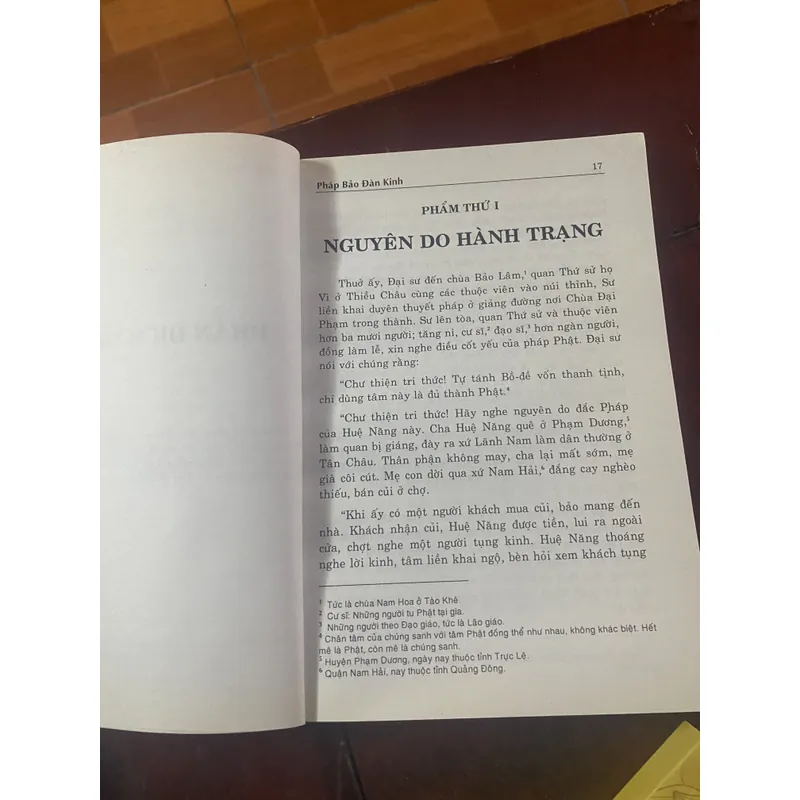 Pháp Bảo Đàn Kinh 17
PHẨM THỨ I
NGUYÊN DO HÀNH TRẠNG
Thuở ấy, Đại sư đến chùa Bảo Lâm,¹ quan Thứ sử họ
Vi ở Thiều Châu cùng các thuộc viên vào núi thỉnh, Sư
liền khai duyên thuyết pháp ở giảng đường nơi Chùa Đại
Phạm trong thành. Sư lên tòa, quan Thứ sử và thuộc viên
hơn ba mươi người; tăng ni, cư sĩ,² đạo sĩ,³ hơn ngàn người,
đồng làm lễ, xin nghe điều cốt yếu của pháp Phật. Đại sư
nói với chúng rằng:
“Chư thiện tri thức! Tự tánh Bồ-đề vốn thanh tịnh,
chỉ dùng tâm này là đủ thành Phật.⁴
“Chư thiện tri thức! Hãy nghe nguyên do đắc Pháp
của Huệ Năng này. Cha Huệ Năng quê ở Phạm Dương,⁵
làm quan bị giáng, đày ra xứ Lãnh Nam làm dân thường ở
Tân Châu. Thân phận không may, cha lại mất sớm, mẹ
già côi cút. Mẹ con dời qua xứ Nam Hải,⁶ đắng cay nghèo
thiếu, bán củi ở chợ.
“Khi ấy có một người khách mua củi, bảo mang đến
nhà. Khách nhận củi, Huệ Năng được tiền, lui ra ngoài
cửa, chợt nghe một người tụng kinh. Huệ Năng thoáng
nghe lời kinh, tâm liền khai ngộ, bèn hỏi xem khách tụng
¹ Tức là chùa Nam Hoa ở Tào Khê.
² Cư sĩ: Những người tu Phật tại gia.
³ Những người theo Đạo giáo, tức là Lão giáo.
⁴ Chân tâm của chúng sanh với tâm Phật đồng thể như nhau, không khác biệt. Hết
mê là Phật, còn mê là chúng sanh.
⁵ Huyện Phạm Dương, ngày nay thuộc tỉnh Trực Lệ.
⁶ Quận Nam Hải, nay thuộc tỉnh Quảng Đông.